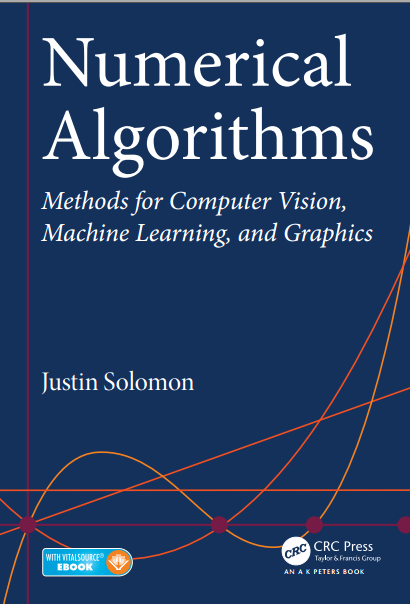 Numerical
Algorithms
Methods for Computer Vision,
Machine Learning, and Graphics
Justin Solomon
WITH VITALSOURCE®
EBOOK
CRC
CRC Press
Taylor & Francis Group
AN A K PETERS BOOK